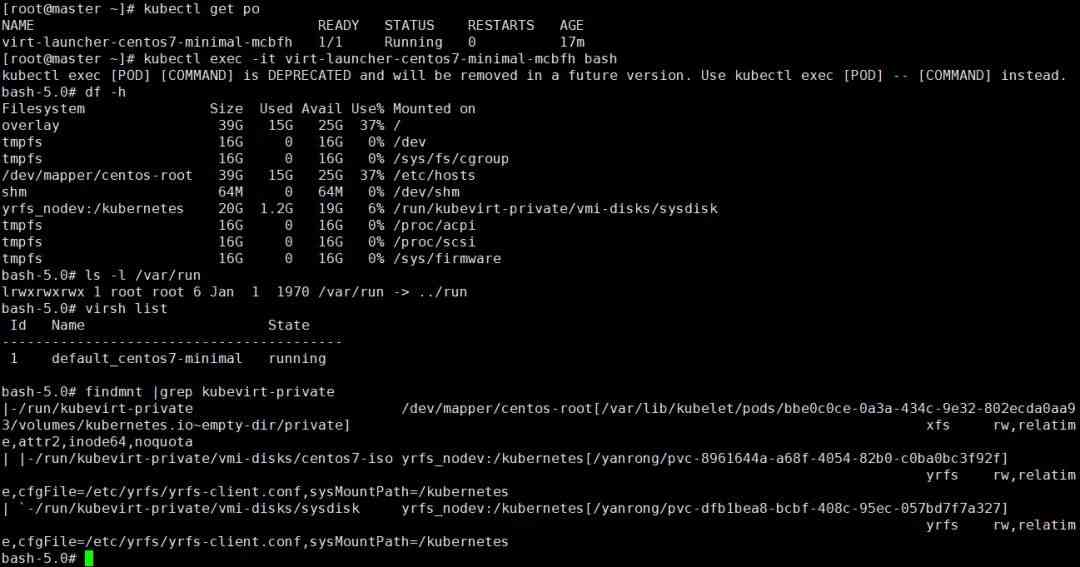 [root@master ~]# kubectl get po
NAME                                  READY   STATUS    RESTARTS   AGE
virt-launcher-centos7-minimal-mcbfh   1/1     Running   0          17m
[root@master ~]# kubectl exec -it virt-launcher-centos7-minimal-mcbfh bash
kubectl exec [POD] [COMMAND] is DEPRECATED and will be removed in a future version. Use kubectl exec [POD] -- [COMMAND] instead.
bash-5.0# df -h
Filesystem               Size  Used Avail Use% Mounted on
overlay                   39G   15G   25G  37% /
tmpfs                     16G     0   16G   0% /dev
tmpfs                     16G     0   16G   0% /sys/fs/cgroup
/dev/mapper/centos-root   39G   15G   25G  37% /etc/hosts
shm                       64M     0   64M   0% /dev/shm
yrfs_nodev:/kubernetes    20G  1.2G   19G   6% /run/kubevirt-private/vmi-disks/sysdisk
tmpfs                     16G     0   16G   0% /proc/acpi
tmpfs                     16G     0   16G   0% /proc/scsi
tmpfs                     16G     0   16G   0% /sys/firmware
bash-5.0# ls -l /var/run
lrwxrwxrwx 1 root root 6 Jan  1  1970 /var/run -> ../run
bash-5.0# virsh list
 Id   Name                      State
-----------------------------------------
 1    default_centos7-minimal   running

bash-5.0# findmnt |grep kubevirt-private
|-/run/kubevirt-private                         /dev/mapper/centos-root[/var/lib/kubelet/pods/bbe0c0ce-0a3a-434c-9e32-802ecda0aa9
3/volumes/kubernetes.io~empty-dir/private]                                                                     xfs     rw,relatim
e,attr2,inode64,noquota
| |-/run/kubevirt-private/vmi-disks/centos7-iso yrfs_nodev:/kubernetes[/yanrong/pvc-8961644a-a68f-4054-82b0-c0ba0bc3f92f]
                                                                                                               yrfs    rw,relatim
e,cfgFile=/etc/yrfs/yrfs-client.conf,sysMountPath=/kubernetes
| `-/run/kubevirt-private/vmi-disks/sysdisk     yrfs_nodev:/kubernetes[/yanrong/pvc-dfb1bea8-bcbf-408c-95ec-057bd7f7a327]
                                                                                                               yrfs    rw,relatim
e,cfgFile=/etc/yrfs/yrfs-client.conf,sysMountPath=/kubernetes
bash-5.0#